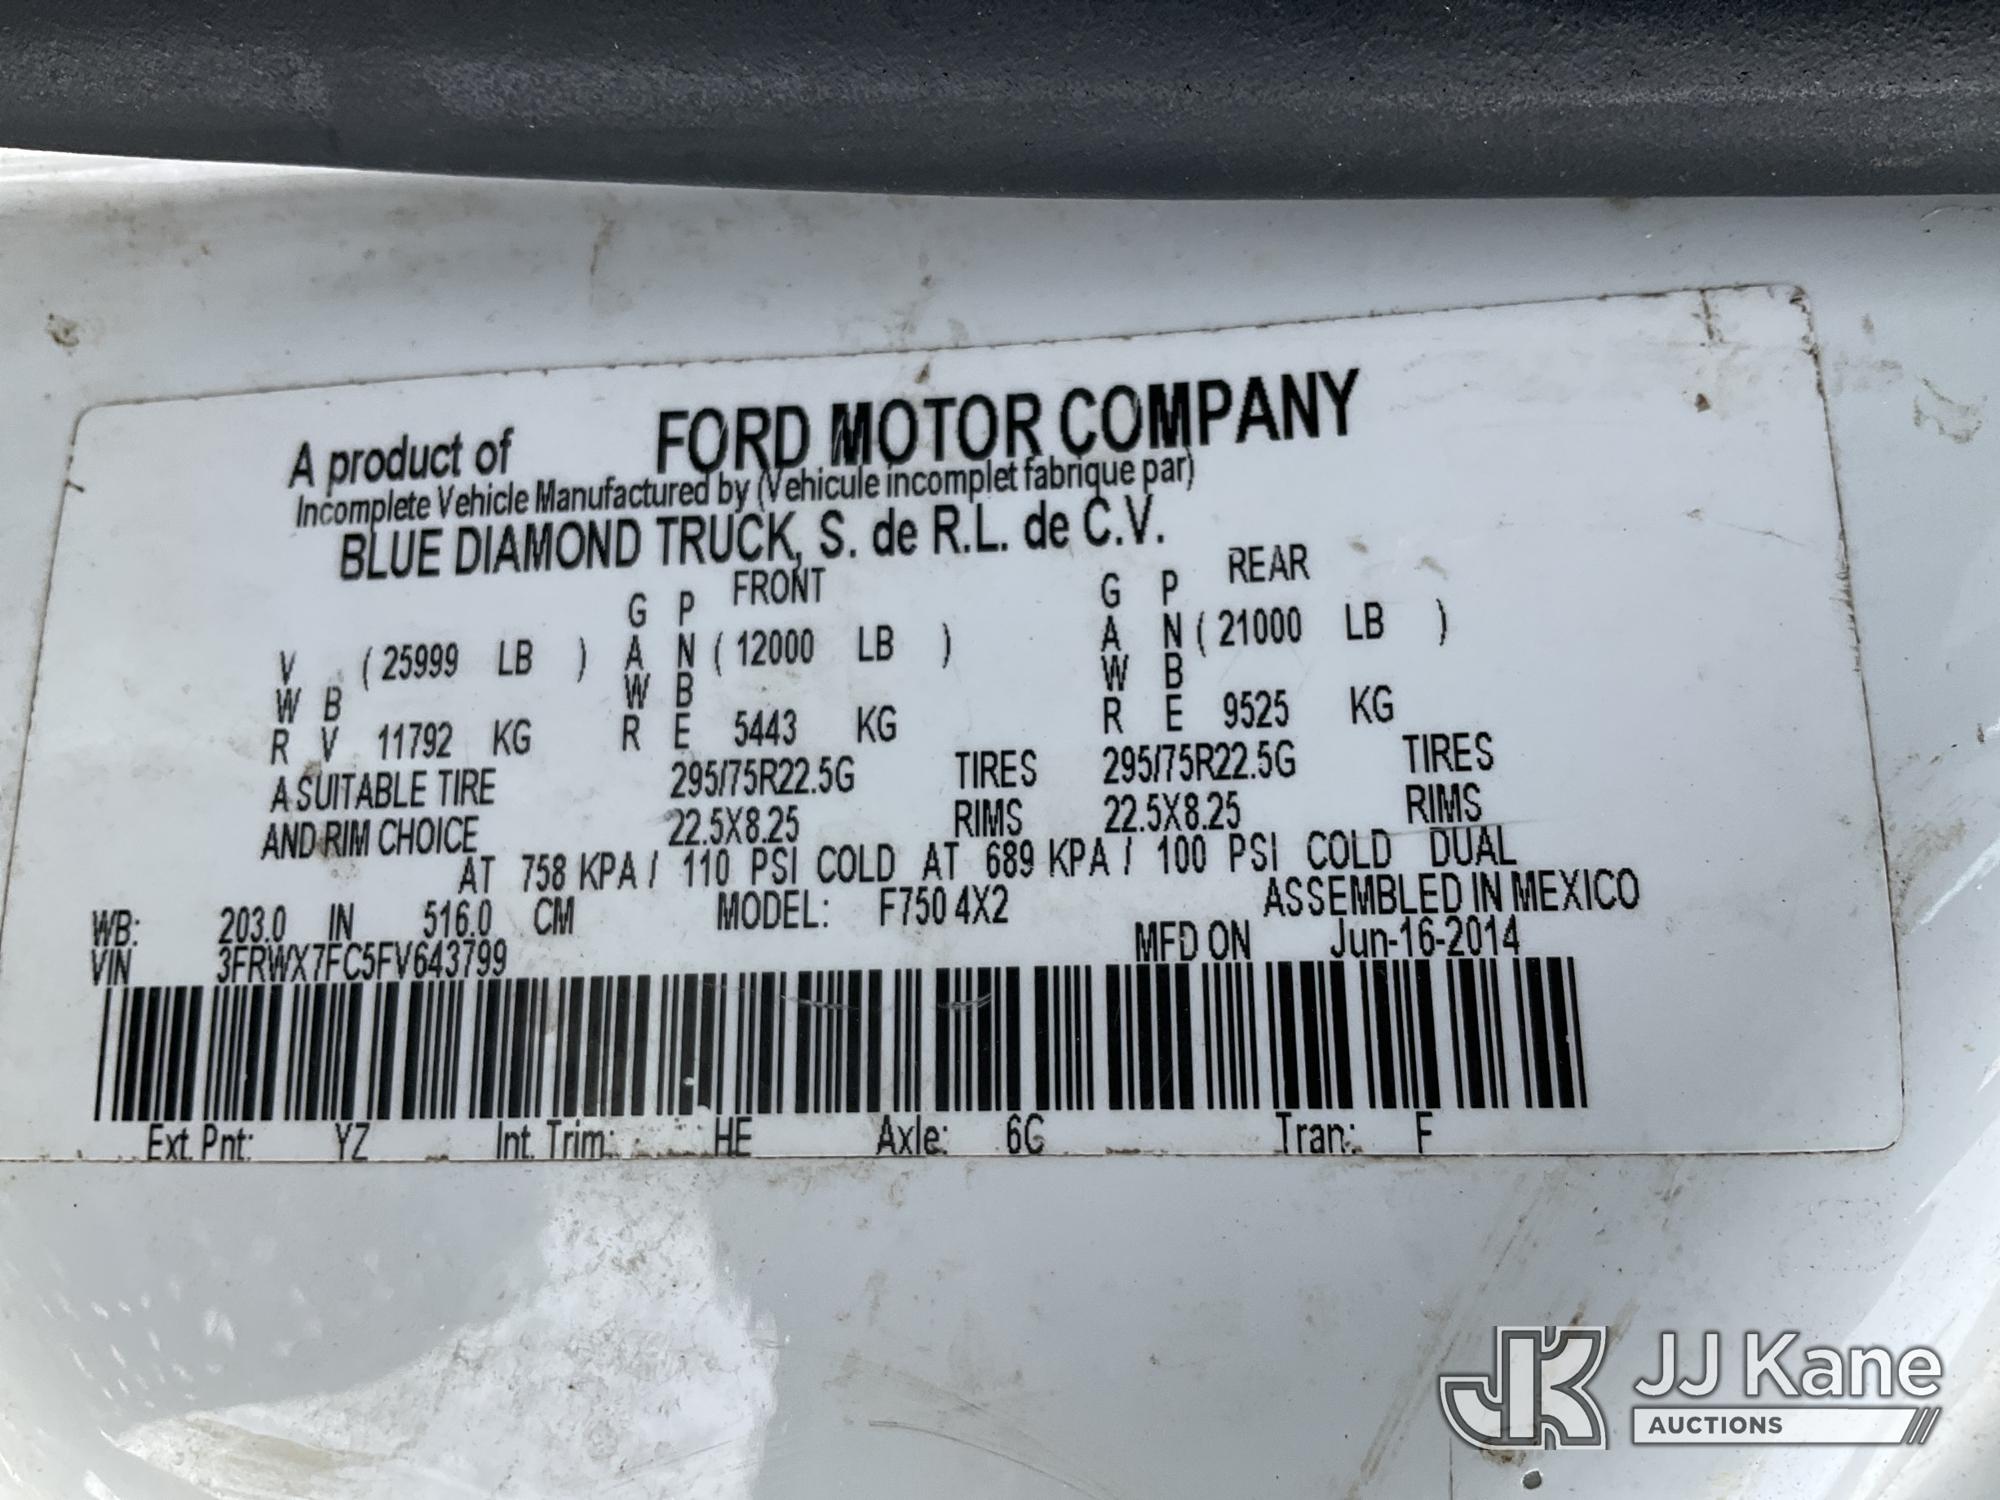 A product of FORD MOTOR COMPANY
Incomplete Vehicle Manufactured by (Vehicule incomplet fabrique par)
BLUE DIAMOND TRUCK, S. de R.L. de C.V.
G P FRONT G P REAR
V ( 25999 LB ) A N ( 12000 LB ) A N ( 21000 LB )
W B W B W B
R V 11792 KG R E 5443 KG R E 9525 KG
A SUITABLE TIRE 295/75R22.5G TIRES 295/75R22.5G TIRES
AND RIM CHOICE 22.5X8.25 RIMS 22.5X8.25 RIMS
AT 758 KPA / 110 PSI COLD AT 689 KPA / 100 PSI COLD DUAL
WB: 203.0 IN 516.0 CM MODEL: F750 4X2 ASSEMBLED IN MEXICO
VIN 3FRWX7FC5FV643799 MFD ON Jun-16-2014
Ext. Pnt: YZ Int. Trim: HE Axle: 6C Tran: F
JK JJ Kane
AUCTIONS